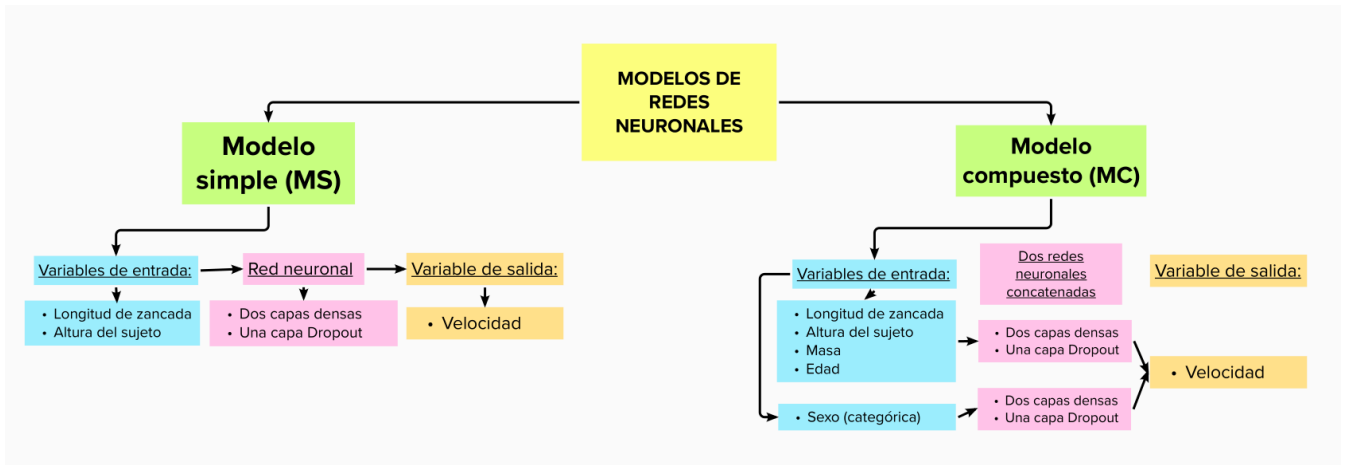 MODELOS DE
REDES
NEURONALES
Modelo
simple (MS)
Variables de entrada:
• Longitud de zancada
• Altura del sujeto
Red neuronal
• Dos capas densas
• Una capa Dropout
Variable de salida:
• Velocidad
Modelo
compuesto (MC)
Variables de entrada:
• Longitud de zancada
• Altura del sujeto
• Masa
• Edad
• Sexo (categórica)
Dos redes
neuronales
concatenadas
• Dos capas densas
• Una capa Dropout
• Dos capas densas
• Una capa Dropout
Variable de salida:
• Velocidad